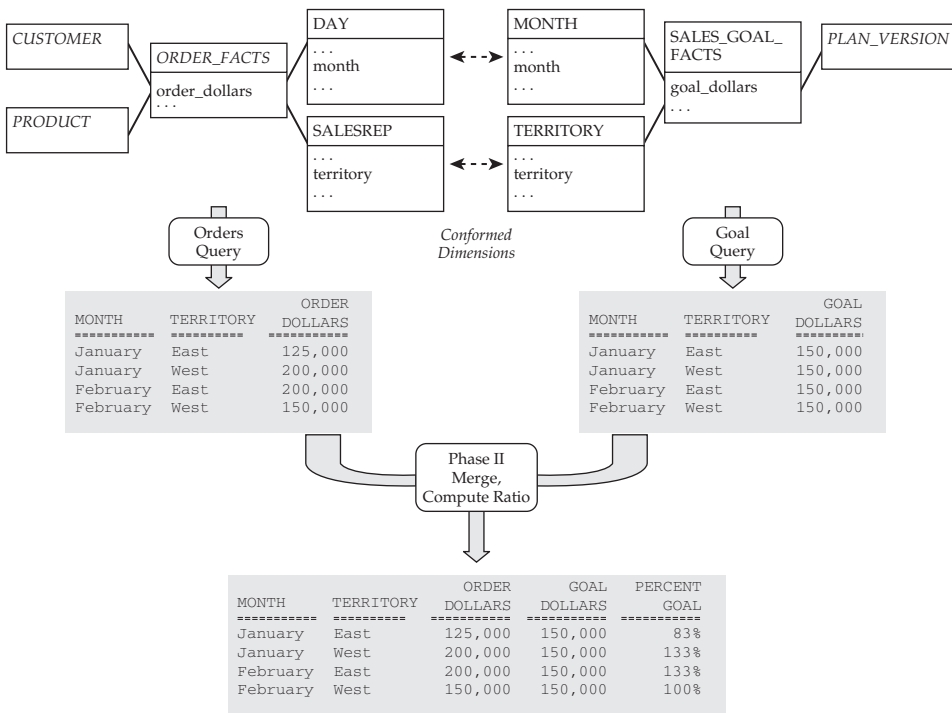 CUSTOMER
PRODUCT
ORDER_FACTS
order_dollars
. . .
DAY
. . .
month
. . .
SALESREP
. . .
territory
. . .
MONTH
. . .
month
. . .
TERRITORY
. . .
territory
. . .
SALES_GOAL_
FACTS
goal_dollars
. . .
PLAN_VERSION
Orders
Query
Conformed
Dimensions
Goal
Query
ORDER
MONTH TERRITORY DOLLARS
=========== ========== ===========
January East 125,000
January West 200,000
February East 200,000
February West 150,000
GOAL
MONTH TERRITORY DOLLARS
=========== ========== ==========
January East 150,000
January West 150,000
February East 150,000
February West 150,000
Phase II
Merge,
Compute Ratio
ORDER GOAL PERCENT
MONTH TERRITORY DOLLARS DOLLARS GOAL
=========== ========== =========== =========== ===========
January East 125,000 150,000 83%
January West 200,000 150,000 133%
February East 200,000 150,000 133%
February West 150,000 150,000 100%